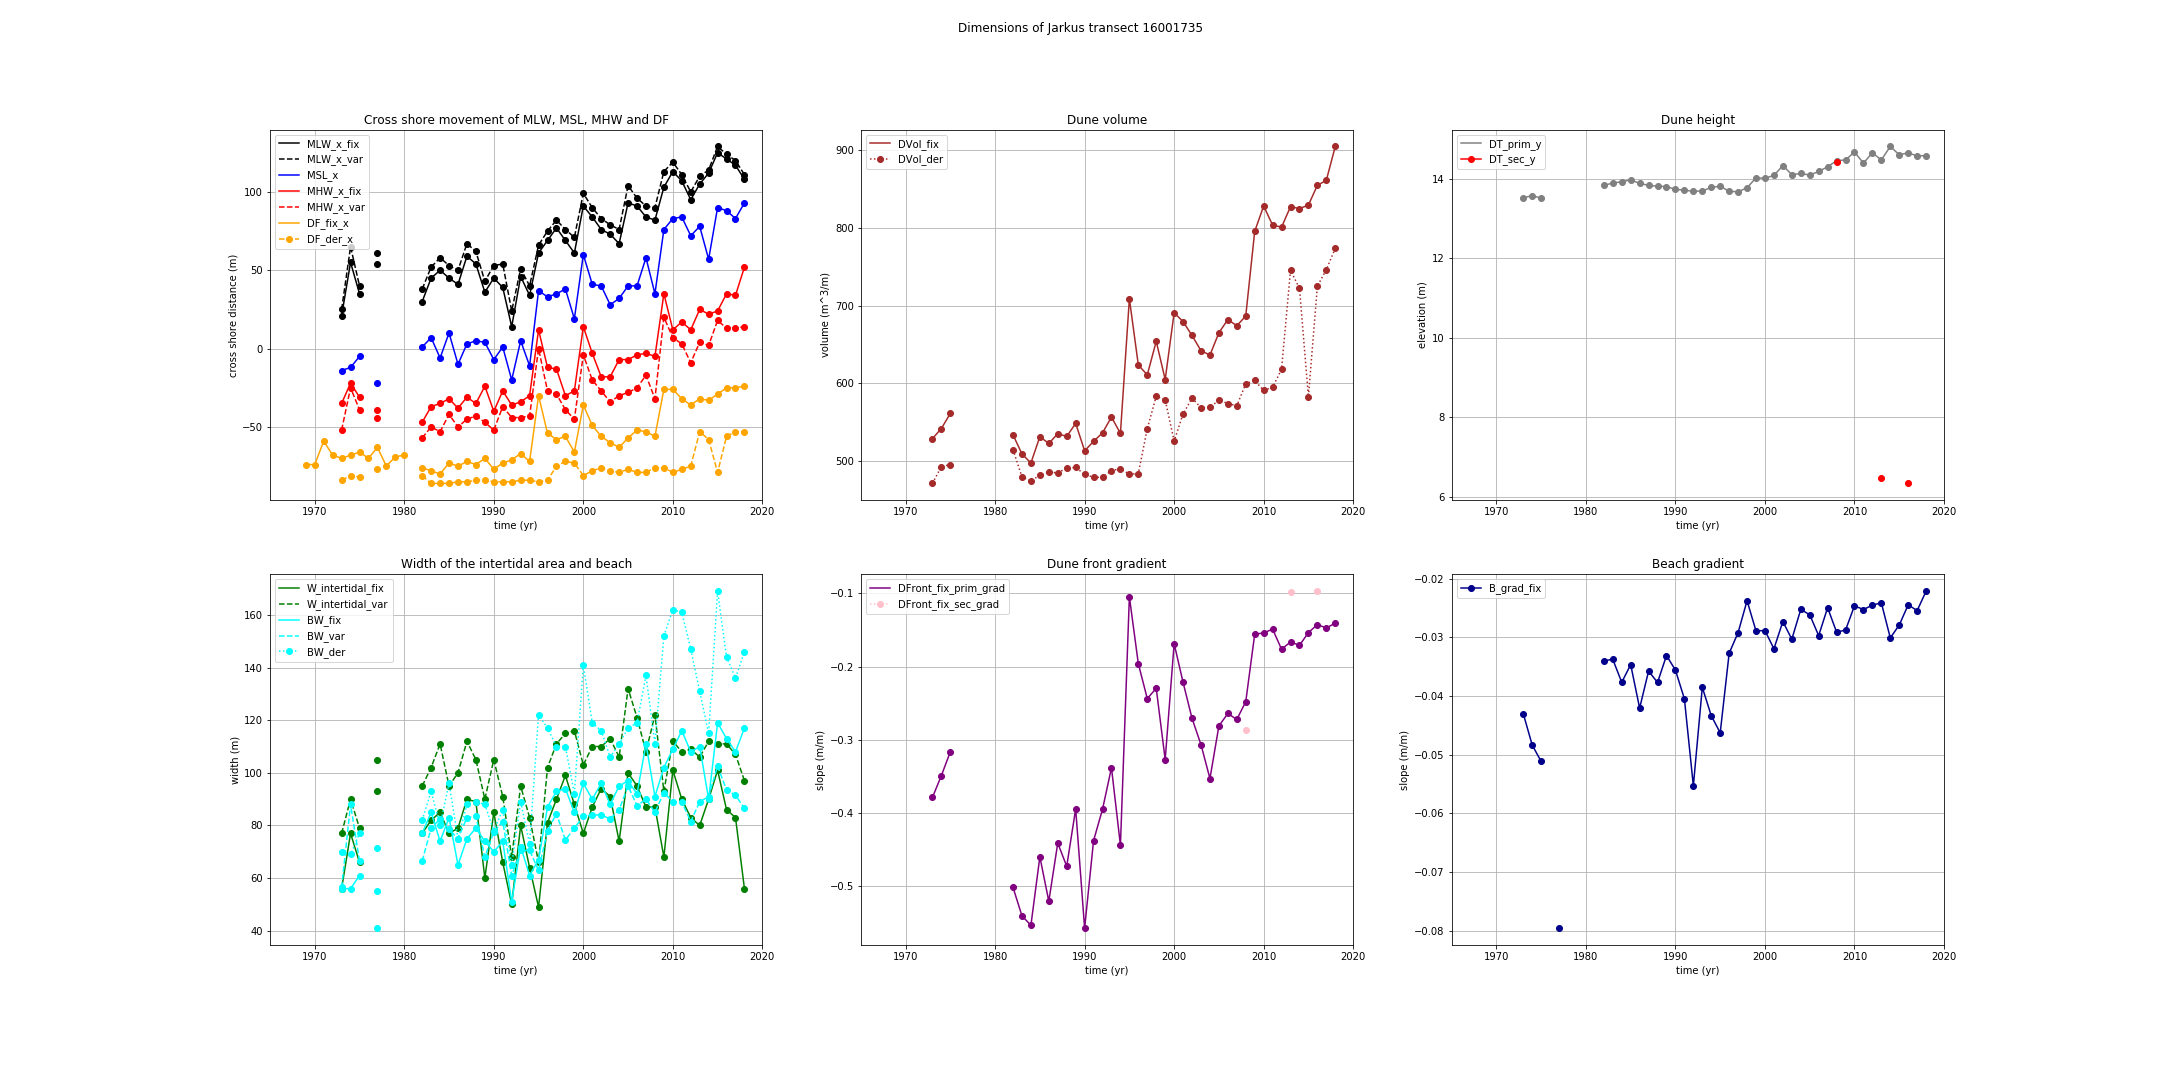 Dimensions of Jarkus transect 16001735
Cross shore movement of MLW, MSL, MHW and DF
MLW_x_fix
MLW_x_var
MSL_x
MHW_x_fix
MHW_x_var
DF_fix_x
DF_der_x
cross shore distance (m)
100
50
0
−50
1970
1980
1990
2000
2010
2020
time (yr)
Dune volume
DVol_fix
DVol_der
volume (m^3/m)
900
800
700
600
500
1970
1980
1990
2000
2010
2020
time (yr)
Dune height
DT_prim_y
DT_sec_y
elevation (m)
14
12
10
8
6
1970
1980
1990
2000
2010
2020
time (yr)
Width of the intertidal area and beach
W_intertidal_fix
W_intertidal_var
BW_fix
BW_var
BW_der
width (m)
160
140
120
100
80
60
40
1970
1980
1990
2000
2010
2020
time (yr)
Dune front gradient
DFront_fix_prim_grad
DFront_fix_sec_grad
slope (m/m)
−0.1
−0.2
−0.3
−0.4
−0.5
1970
1980
1990
2000
2010
2020
time (yr)
Beach gradient
B_grad_fix
slope (m/m)
−0.02
−0.03
−0.04
−0.05
−0.06
−0.07
−0.08
1970
1980
1990
2000
2010
2020
time (yr)